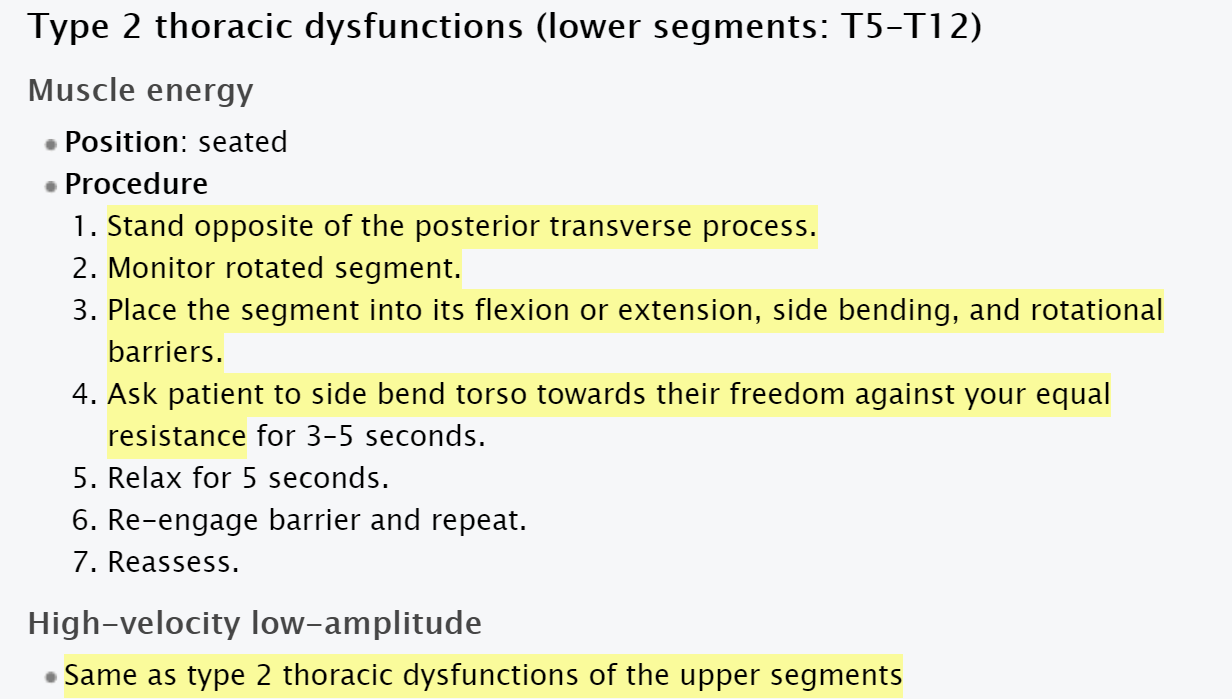 Type 2 thoracic dysfunctions (lower segments: T5–T12)
Muscle energy
• Position: seated
• Procedure
1. Stand opposite of the posterior transverse process.
2. Monitor rotated segment.
3. Place the segment into its flexion or extension, side bending, and rotational
barriers.
4. Ask patient to side bend torso towards their freedom against your equal
resistance for 3–5 seconds.
5. Relax for 5 seconds.
6. Re-engage barrier and repeat.
7. Reassess.
High-velocity low-amplitude
• Same as type 2 thoracic dysfunctions of the upper segments